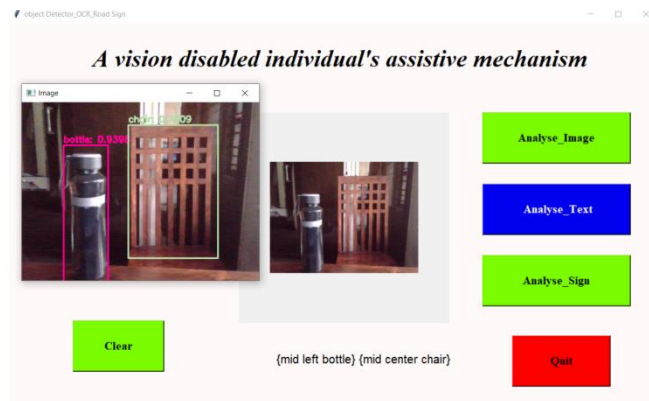 object Detector_OCR_Road Sign
A vision disabled individual's assistive mechanism
Image
bottle: 0.9398
Analyse_Image
Analyse_Text
Analyse_Sign
Clear
{mid left bottle} {mid center chair}
Quit